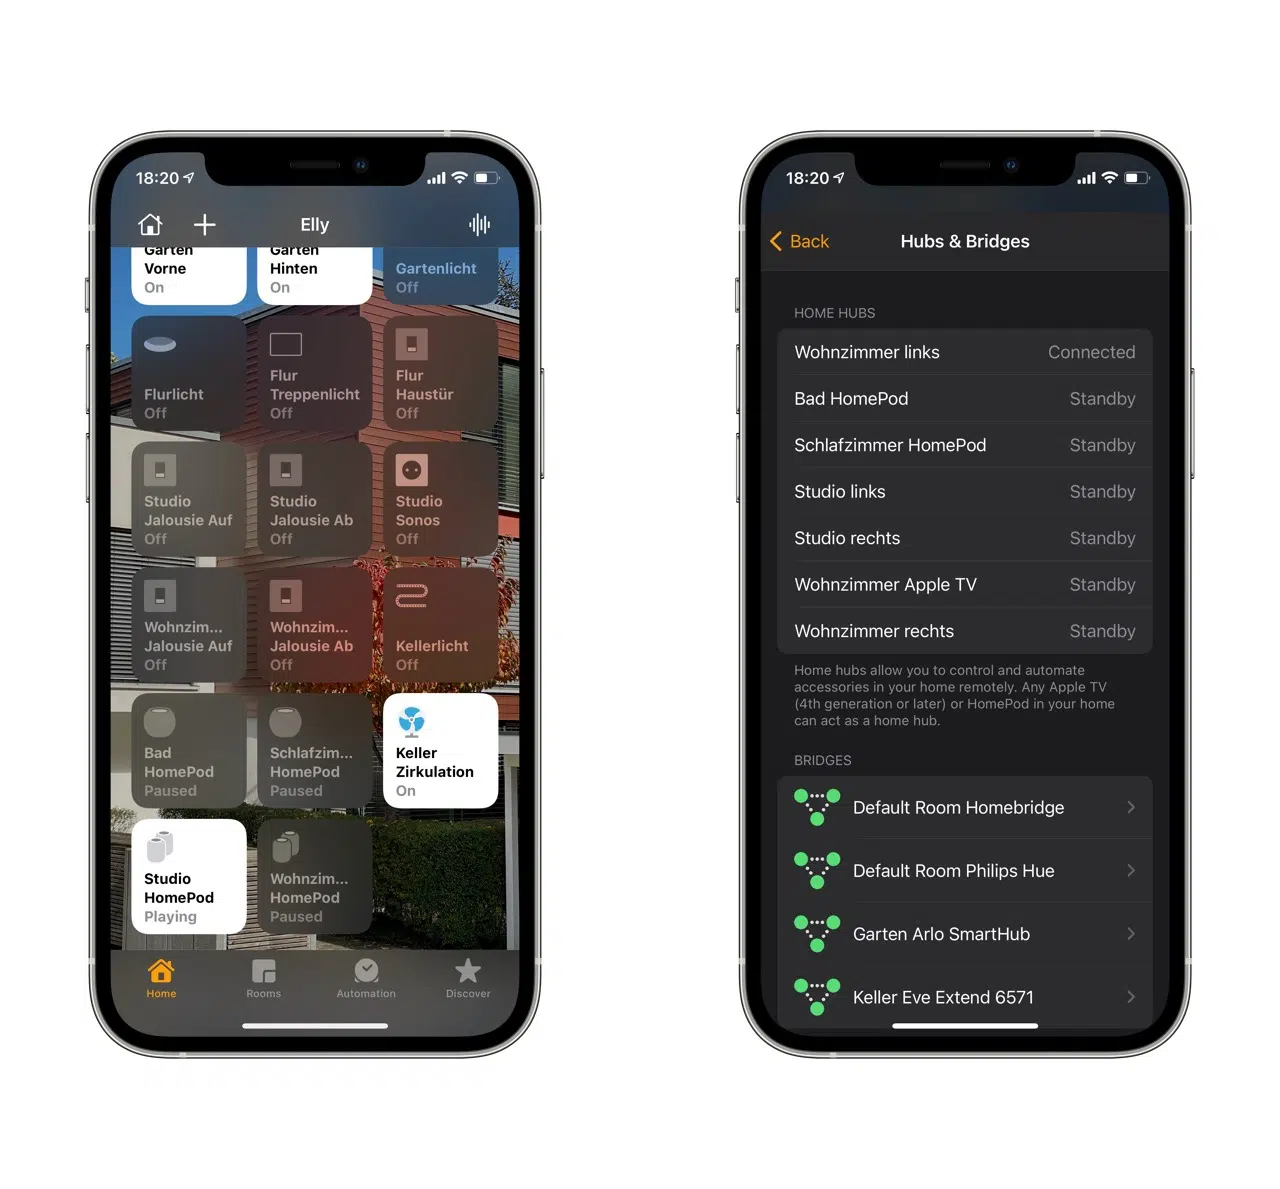 18:20
Elly
Garten
Vorne
On
Garten
Hinten
On
Gartenlicht
Off
Flurlicht
Off
Flur
Treppenlicht
Off
Flur
Haustür
Off
Studio
Jalousie Auf
Off
Studio
Jalousie Ab
Off
Studio
Sonos
Off
Wohnzim...
Jalousie Auf
Off
Wohnzim...
Jalousie Ab
Off
Kellerlicht
Off
Bad
HomePod
Paused
Schlafzim...
HomePod
Paused
Keller
Zirkulation
On
Studio
HomePod
Playing
Wohnzim...
HomePod
Paused
Home
Rooms
Automation
Discover
18:20
Back
Hubs & Bridges
HOME HUBS
Wohnzimmer links Connected
Bad HomePod Standby
Schlafzimmer HomePod Standby
Studio links Standby
Studio rechts Standby
Wohnzimmer Apple TV Standby
Wohnzimmer rechts Standby
Home hubs allow you to control and automate
accessories in your home remotely. Any Apple TV
(4th generation or later) or HomePod in your home
can act as a home hub.
BRIDGES
Default Room Homebridge
Default Room Philips Hue
Garten Arlo SmartHub
Keller Eve Extend 6571